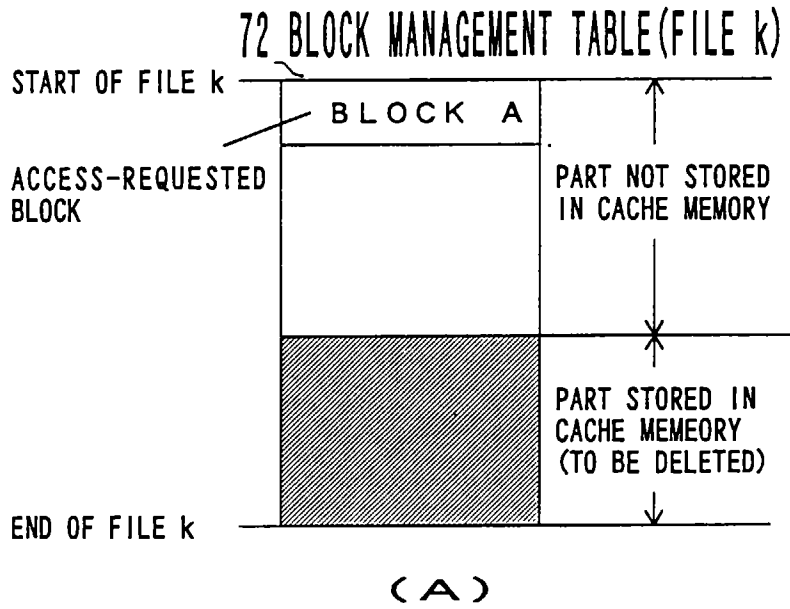 72 BLOCK MANAGEMENT TABLE(FILE k)
START OF FILE k
BLOCK A
ACCESS-REQUESTED
BLOCK
PART NOT STORED
IN CACHE MEMORY
PART STORED IN
CACHE MEMEORY
(TO BE DELETED)
END OF FILE k
(A)